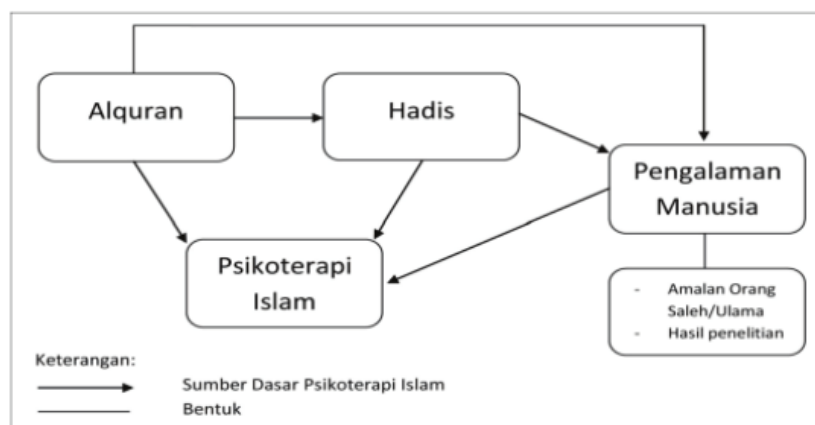 Alquran
Hadis
Pengalaman
Manusia
Psikoterapi
Islam
- Amalan Orang
Saleh/Ulama
- Hasil penelitian
Keterangan:
Sumber Dasar Psikoterapi Islam
Bentuk